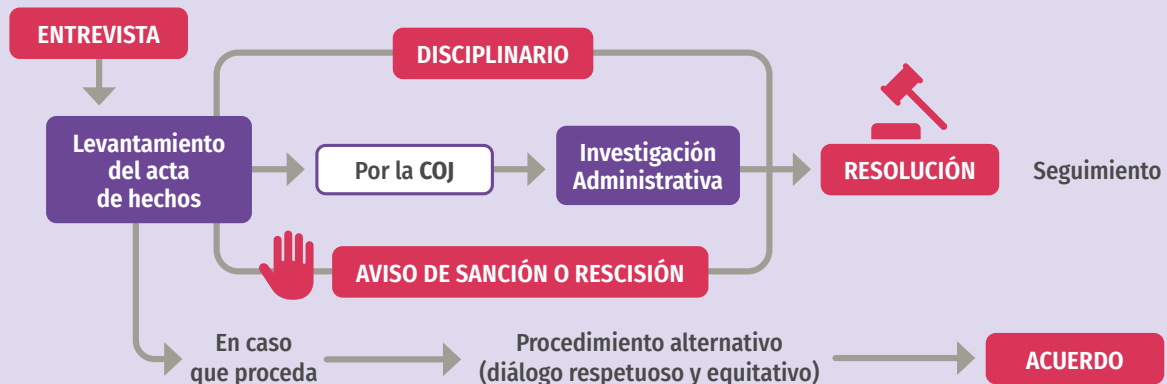 ENTREVISTA
DISCIPLINARIO
Levantamiento
del acta
de hechos
Por la COJ
Investigación
Administrativa
RESOLUCIÓN
Seguimiento
AVISO DE SANCIÓN O RESCISIÓN
En caso
que proceda
Procedimiento alternativo
(diálogo respetuoso y equitativo)
ACUERDO